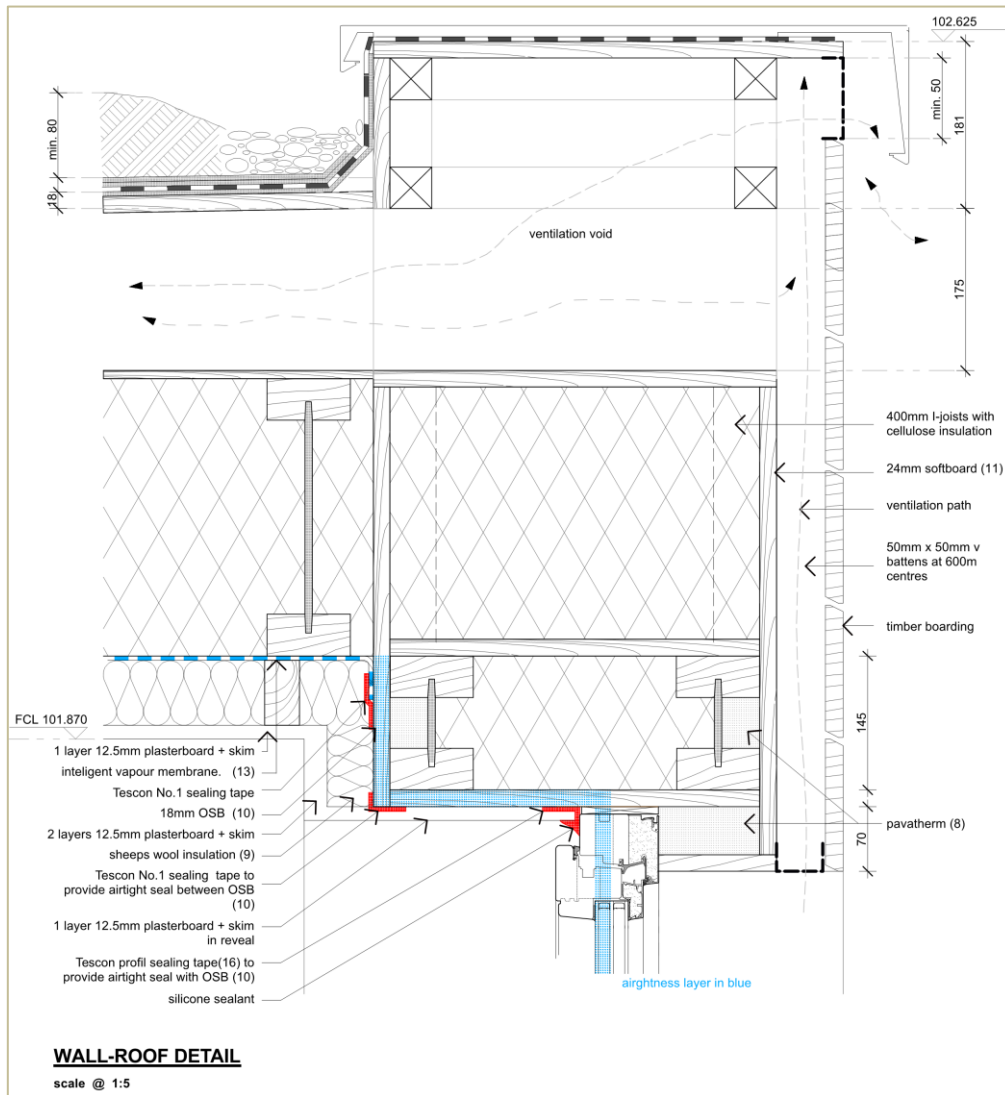 102.625
min. 80
18
min. 50
181
ventilation void
175
400mm I-joists with
cellulose insulation
24mm softboard (11)
ventilation path
50mm x 50mm v
battens at 600m
centres
timber boarding
FCL 101.870
145
1 layer 12.5mm plasterboard + skim
inteligent vapour membrane. (13)
Tescon No.1 sealing tape
18mm OSB (10)
2 layers 12.5mm plasterboard + skim
sheeps wool insulation (9)
Tescon No.1 sealing tape to
provide airtight seal between OSB
(10)
1 layer 12.5mm plasterboard + skim
in reveal
Tescon profil sealing tape(16) to
provide airtight seal with OSB (10)
silicone sealant
pavatherm (8)
70
airghtness layer in blue
WALL-ROOF DETAIL
scale @ 1:5